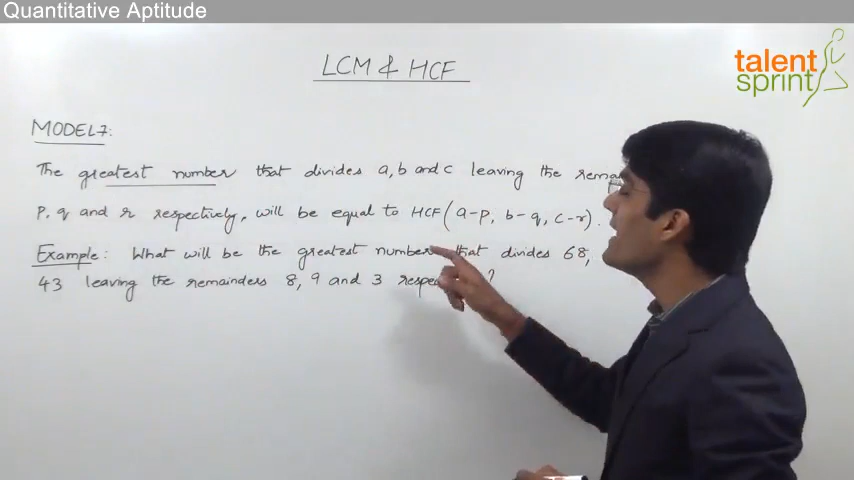 Quantitative Aptitude
talent
sprint
LCM & HCF
MODEL7:
The greatest number that divides a, b and c leaving the
p, q and r respectively, will be equal to HCF (a-p, b-q, c-r).
Example: What will be the greatest number that divides 68,
43 leaving the remainders 8, 9 and 3 ?